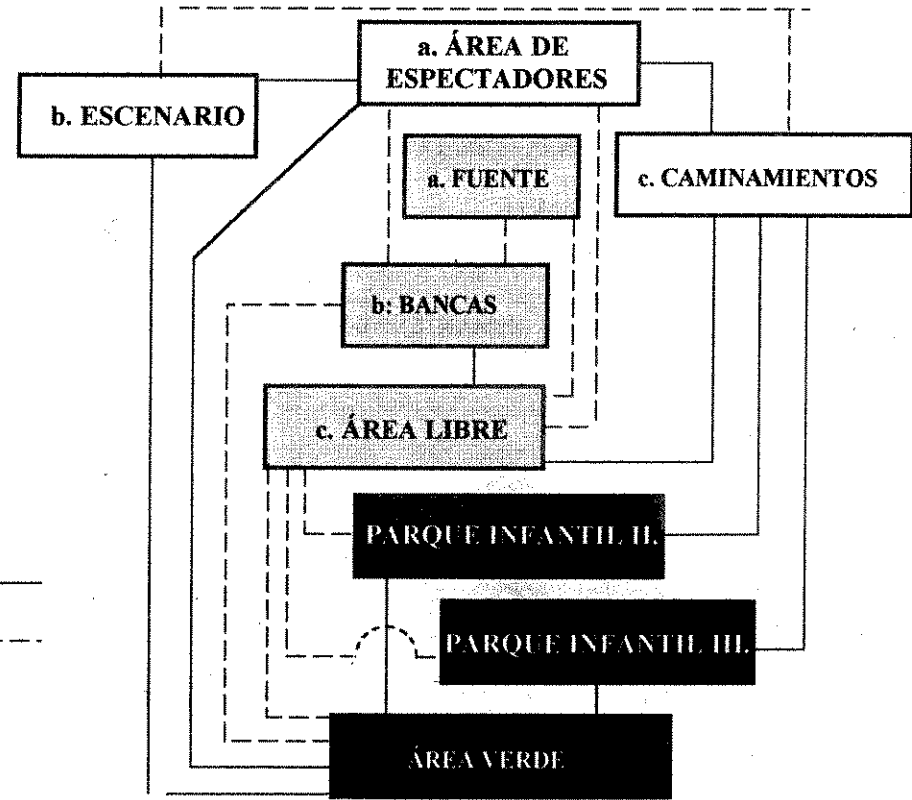 a. ÁREA DE
ESPECTADORES
b. ESCENARIO
a. FUENTE
c. CAMINAMIENTOS
b: BANCAS
c. ÁREA LIBRE
PARQUE INFANTIL II.
PARQUE INFANTIL III.
ÁREA VERDE